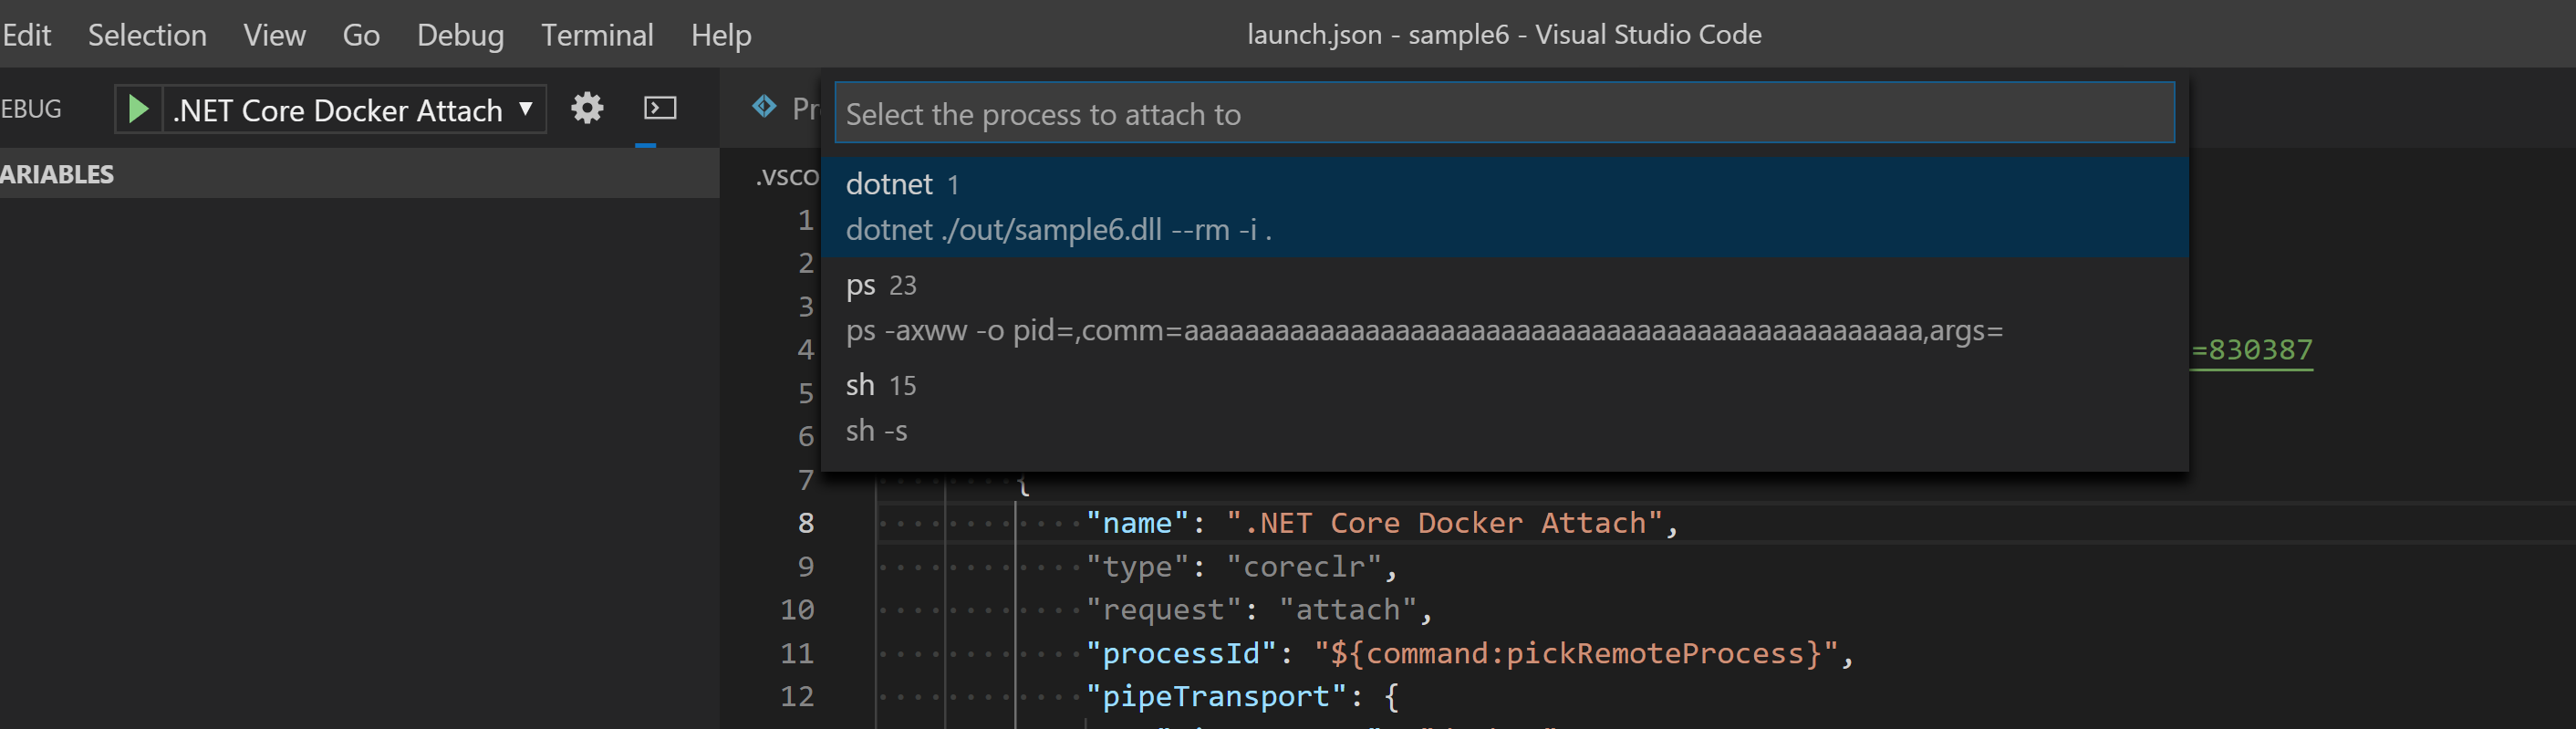 Edit Selection View Go Debug Terminal Help launch.json - sample6 - Visual Studio Code
EBUG .NET Core Docker Attach
Select the process to attach to
ARIABLES
.vsco
dotnet 1
dotnet ./out/sample6.dll --rm -i .
ps 23
ps -axww -o pid=,comm=aaaaaaaaaaaaaaaaaaaaaaaaaaaaaaaaaaaaaaaaaaaaaaaaaa,args=
sh 15
sh -s
1
2
3
4 =830387
5
6
7 {
8 "name": ".NET Core Docker Attach",
9 "type": "coreclr",
10 "request": "attach",
11 "processId": "${command:pickRemoteProcess}",
12 "pipeTransport": {